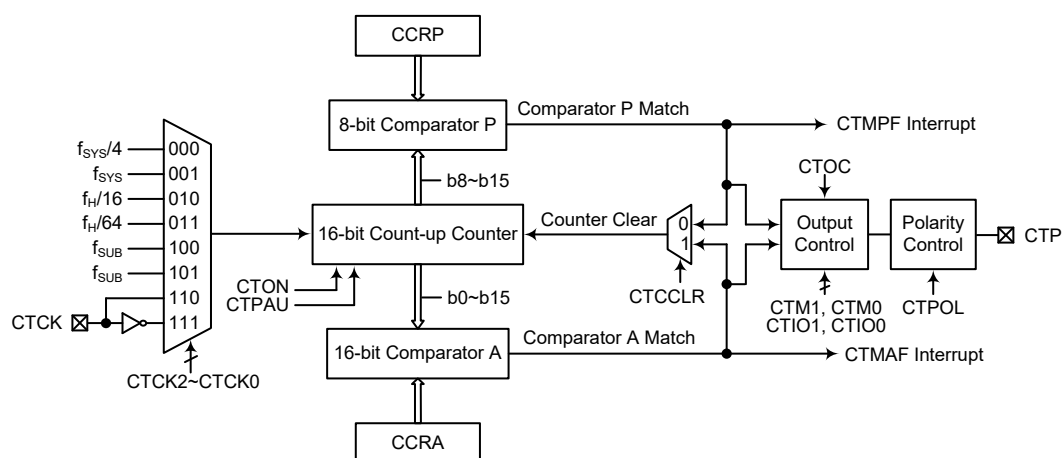 CCRP
8-bit Comparator P
Comparator P Match
CTMPF Interrupt
fSYS/4
000
fSYS
001
fH/16
010
fH/64
011
fSUB
100
fSUB
101
110
111
CTCK
CTCK2~CTCK0
b8~b15
16-bit Count-up Counter
Counter Clear
0
1
CTCCLR
CTOC
Output
Control
Polarity
Control
CTP
CTON
CTPAU
CTM1, CTM0
CTIO1, CTIO0
CTPOL
b0~b15
16-bit Comparator A
Comparator A Match
CTMAF Interrupt
CCRA